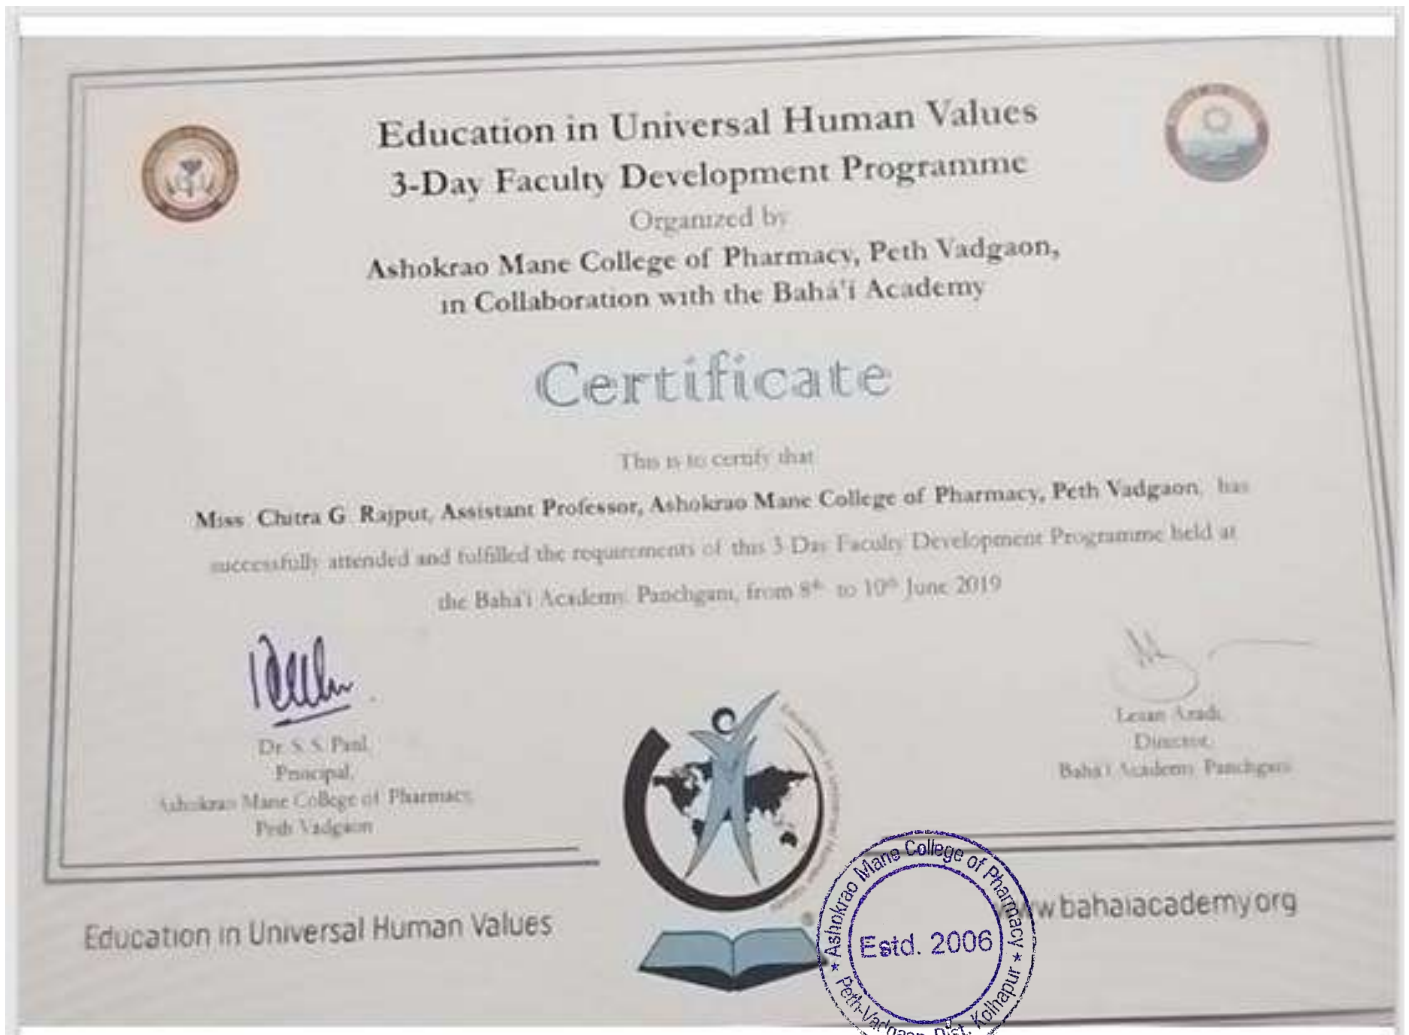 Education in Universal Human Values
3-Day Faculty Development Programme
Organized by
Ashokrao Mane College of Pharmacy, Peth Vadgaon,
in Collaboration with the Baha'i Academy
Certificate
This is to certify that
Miss Chitra G Rajput, Assistant Professor, Ashokrao Mane College of Pharmacy, Peth Vadgaon, has
successfully attended and fulfilled the requirements of this 3 Day Faculty Development Programme held at
the Baha'i Academy Panchgani, from 8th to 10th June 2019
Dr S. S. Patil,
Principal,
Ashokrao Mane College of Pharmacy,
Peth Vadgaon
Director,
Baha'i Academy Panchgani
Education in Universal Human Values
®
www.bahaiacademy.org
Ashokrao Mane College of Pharmacy
Estd. 2006
Peth-Vadgaon Dist. Kolhapur